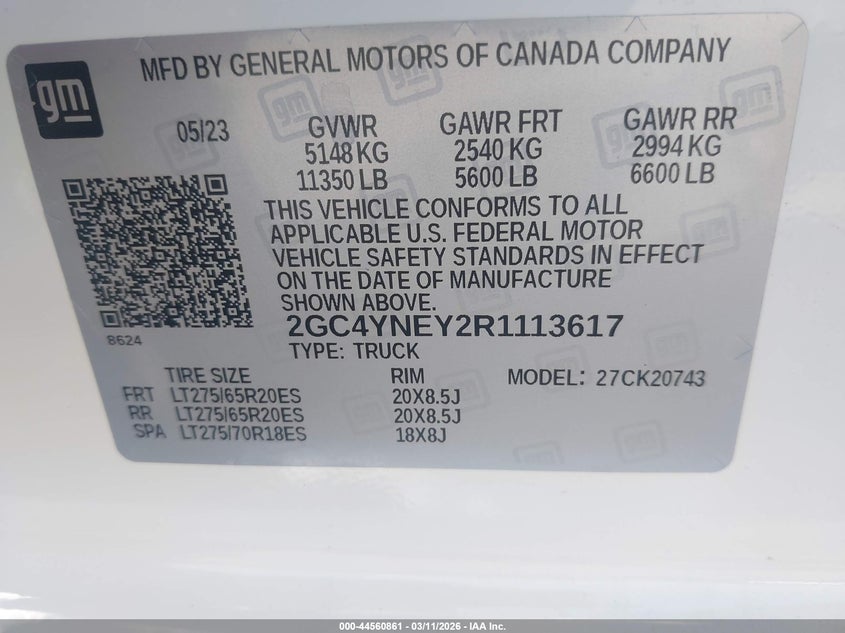 MFD BY GENERAL MOTORS OF CANADA COMPANY
gm
05/23 GVWR GAWR FRT GAWR RR
5148 KG 2540 KG 2994 KG
11350 LB 5600 LB 6600 LB
THIS VEHICLE CONFORMS TO ALL
APPLICABLE U.S. FEDERAL MOTOR
VEHICLE SAFETY STANDARDS IN EFFECT
ON THE DATE OF MANUFACTURE
SHOWN ABOVE.
2GC4YNEY2R1113617
8624
TYPE: TRUCK
TIRE SIZE RIM MODEL: 27CK20743
FRT LT275/65R20ES 20X8.5J
RR LT275/65R20ES 20X8.5J
SPA LT275/70R18ES 18X8J
000-44560861 - 03/11/2026 - IAA Inc.